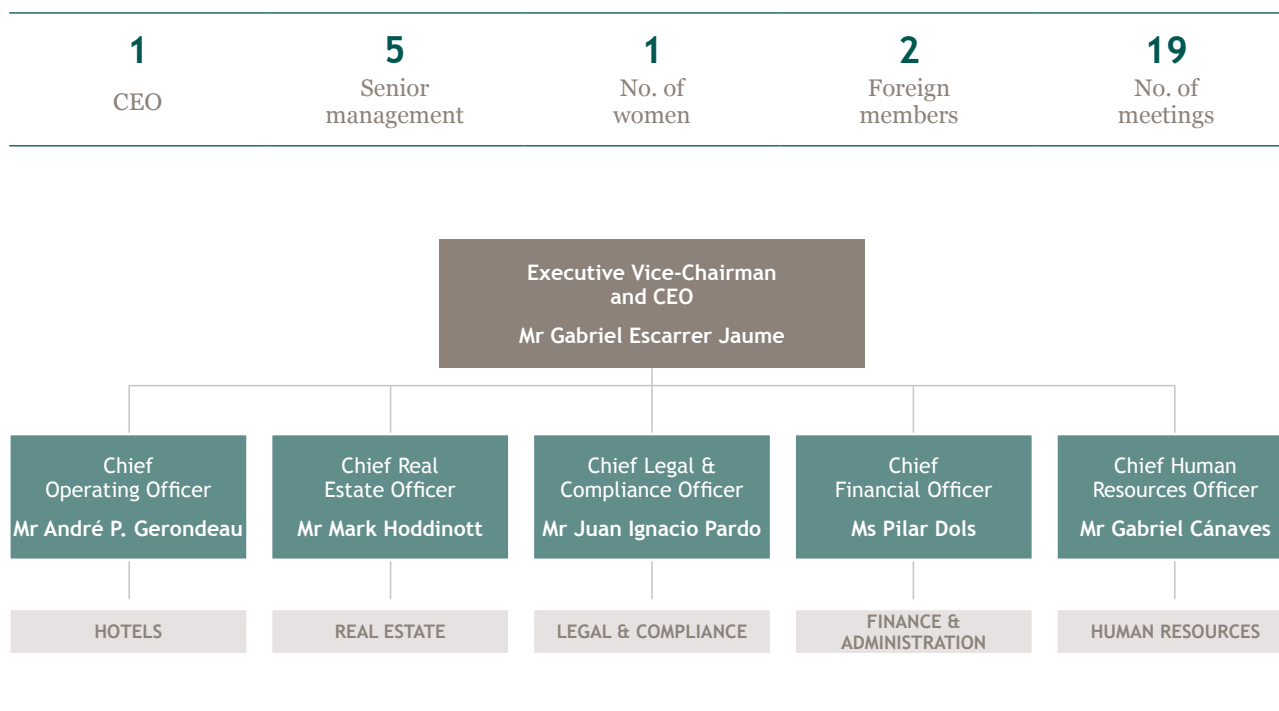 1
CEO
5
Senior
management
1
No. of
women
2
Foreign
members
19
No. of
meetings
Executive Vice-Chairman
and CEO
Mr Gabriel Escarrer Jaume
Chief
Operating Officer
Mr André P. Gerondeau
Chief Real
Estate Officer
Mr Mark Hoddinott
Chief Legal &
Compliance Officer
Mr Juan Ignacio Pardo
Chief
Financial Officer
Ms Pilar Dols
Chief Human
Resources Officer
Mr Gabriel Cánaves
HOTELS
REAL ESTATE
LEGAL & COMPLIANCE
FINANCE &
ADMINISTRATION
HUMAN RESOURCES